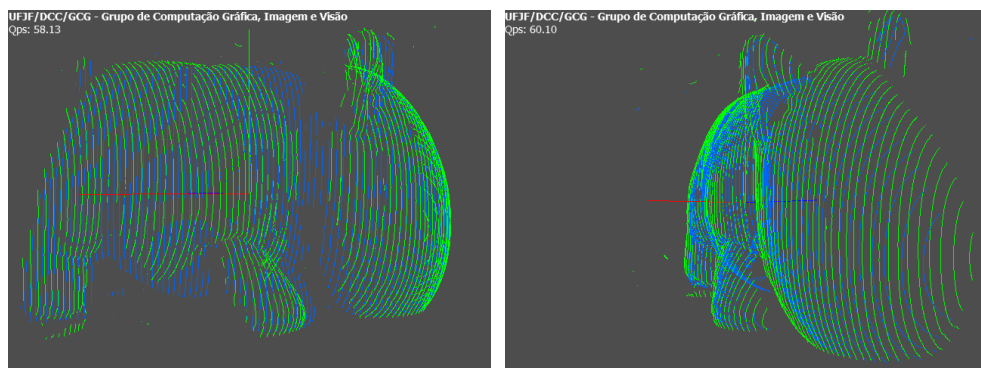 UFJF/DCC/GCG - Grupo de Computação Gráfica, Imagem e Visão
Qps: 58.13
UFJF/DCC/GCG - Grupo de Computação Gráfica, Imagem e Visão
Qps: 60.10